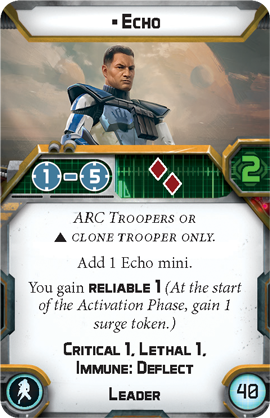 ▪ Echo
1-5
2
ARC Troopers or
▲ clone trooper only.
Add 1 Echo mini.
You gain RELIABLE 1 (At the start
of the Activation Phase, gain 1
surge token.)
Critical 1, Lethal 1,
Immune: Deflect
Leader
40